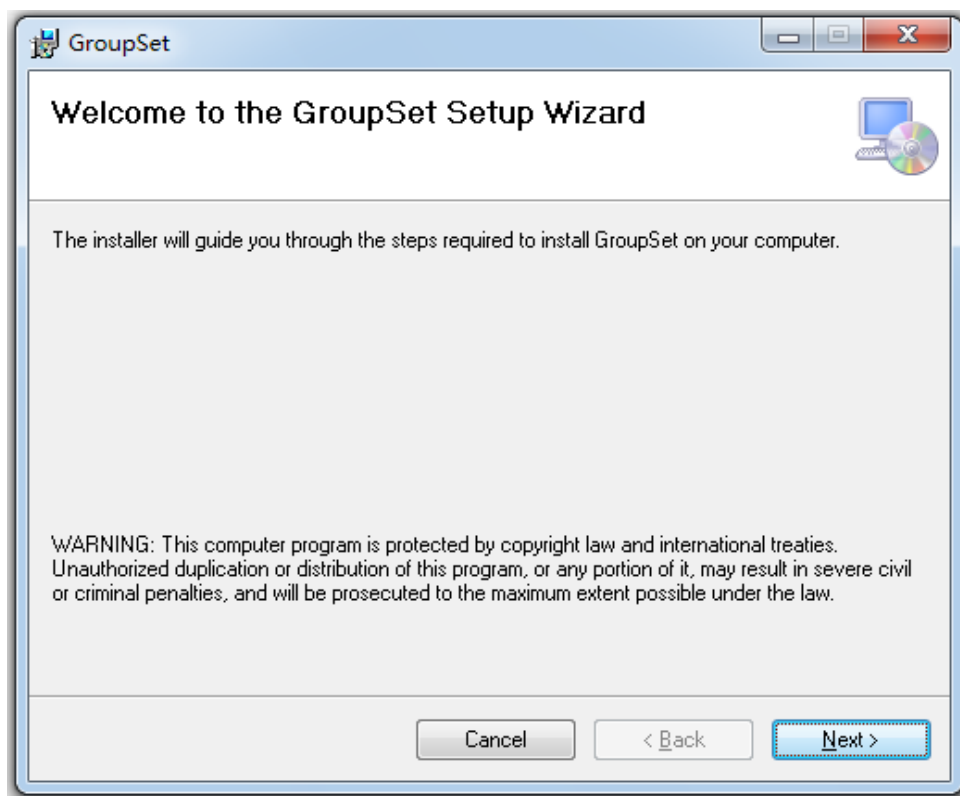 GroupSet
Welcome to the GroupSet Setup Wizard
The installer will guide you through the steps required to install GroupSet on your computer.
WARNING: This computer program is protected by copyright law and international treaties.
Unauthorized duplication or distribution of this program, or any portion of it, may result in severe civil
or criminal penalties, and will be prosecuted to the maximum extent possible under the law.
Cancel
< Back
Next >